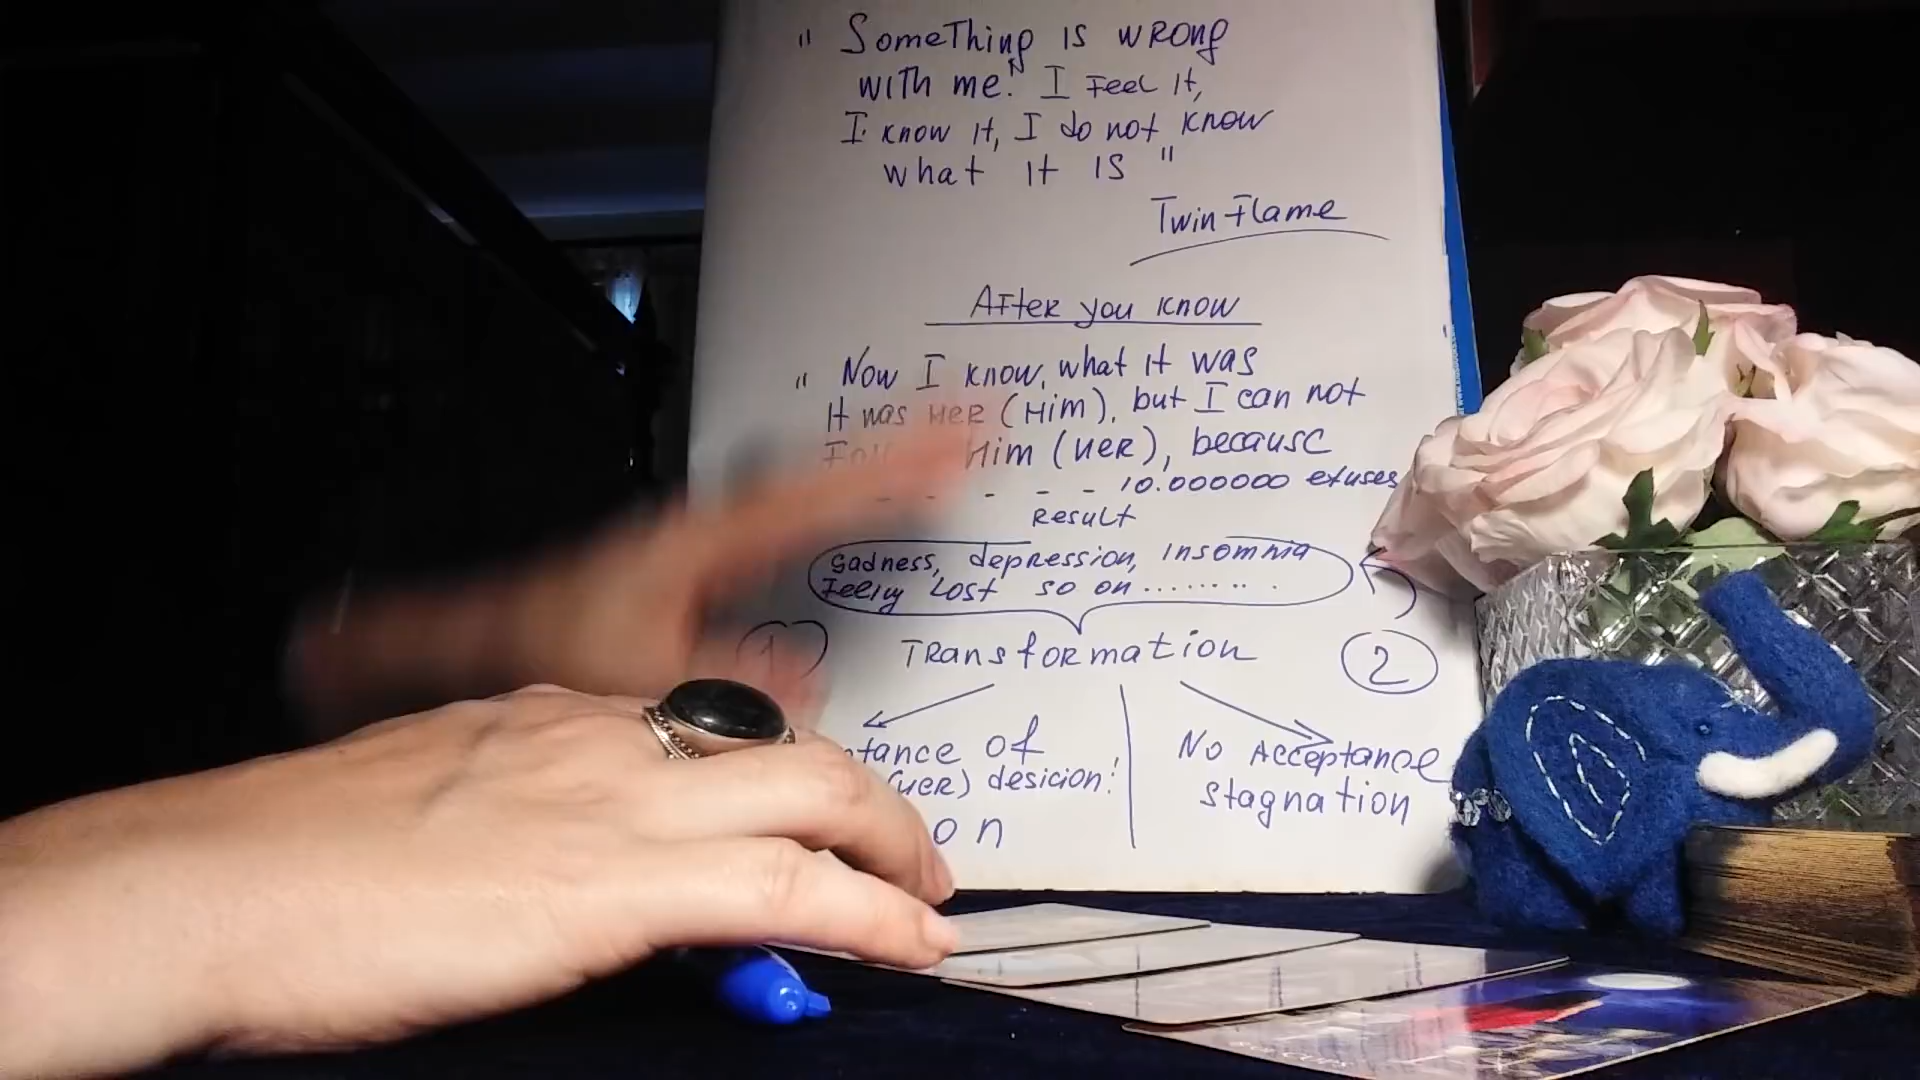 " Something is wrong
with me!" I Feel it,
I know it, I do not know
what it is "
Twin Flame
After you know
" Now I know, what it was
It was Her (Him), but I can not
Him (Her), because
- - - - - 10.000000 exuses
Result
Sadness, depression, insomnia
Feeling Lost so on .........
1 Transformation 2
of No Acceptance
(Her) desicion! Stagnation